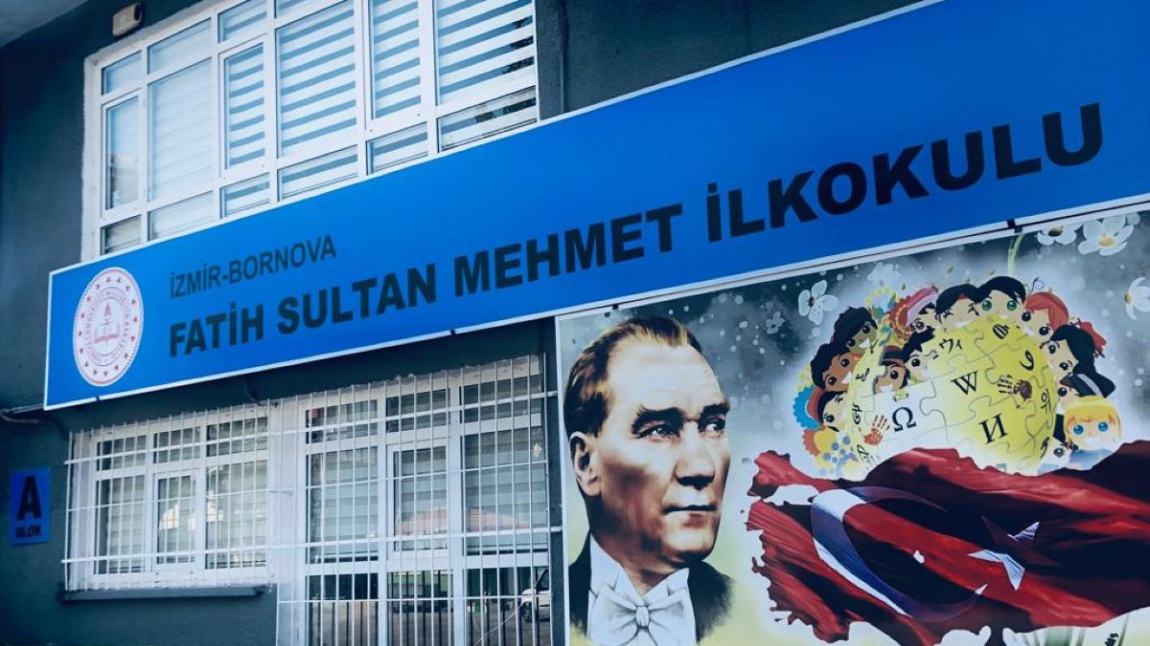 İZMİR-BORNOVA
FATİH SULTAN MEHMET İLKOKULU
A
BLOK
Ω
W
И